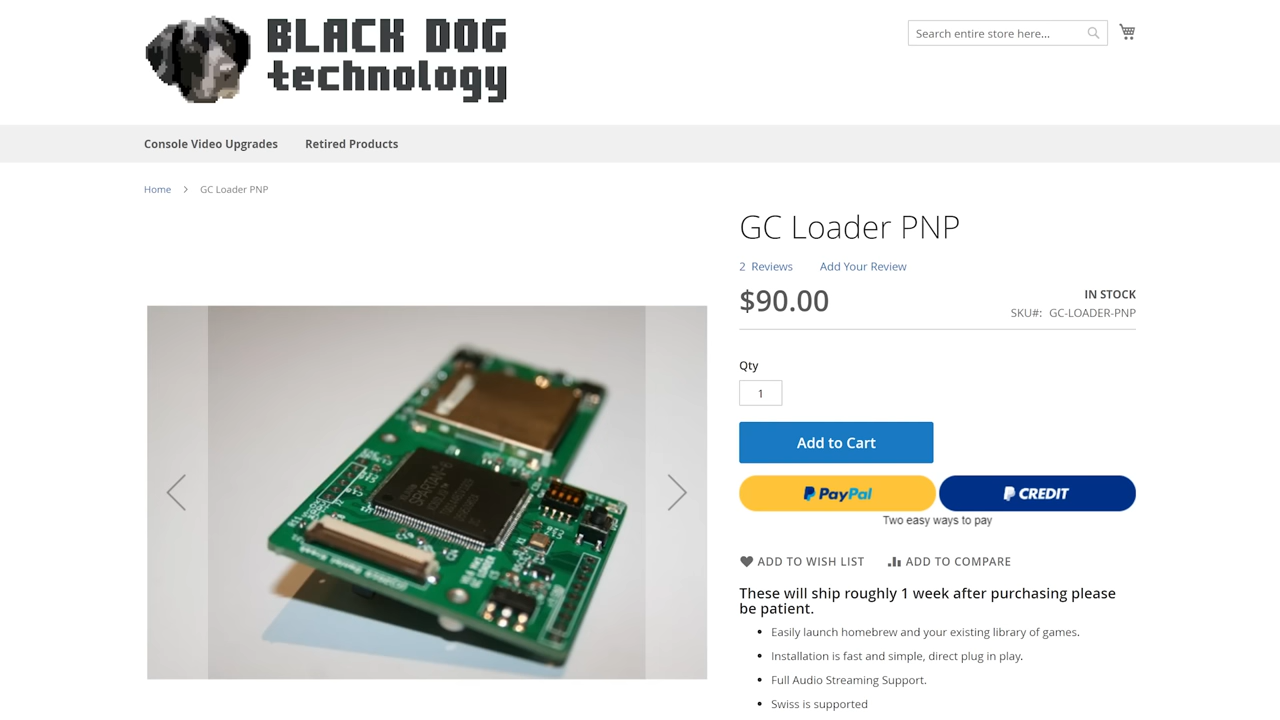 BLACK DOG
technology
Search entire store here...
Console Video Upgrades
Retired Products
Home > GC Loader PNP
GC Loader PNP
2 Reviews
Add Your Review
$90.00
IN STOCK
SKU#: GC-LOADER-PNP
Qty
1
Add to Cart
PayPal
CREDIT
Two easy ways to pay
ADD TO WISH LIST
ADD TO COMPARE
These will ship roughly 1 week after purchasing please
be patient.
Easily launch homebrew and your existing library of games.
Installation is fast and simple, direct plug in play.
Full Audio Streaming Support.
Swiss is supported
SPARTAN-6